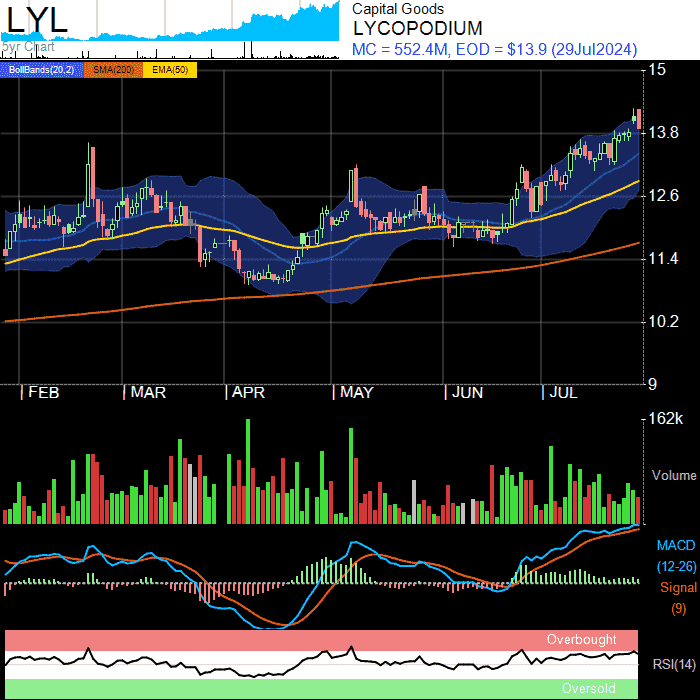 LYL
5yr Chart
Capital Goods
LYCOPODIUM
MC = 552.4M, EOD = $13.9 (29Jul2024)
BollBands(20,2) SMA(200) EMA(50)
15
13.8
12.6
11.4
10.2
9
FEB MAR APR MAY JUN JUL
162k
Volume
MACD
(12-26)
Signal
(9)
Overbought
RSI(14)
Oversold